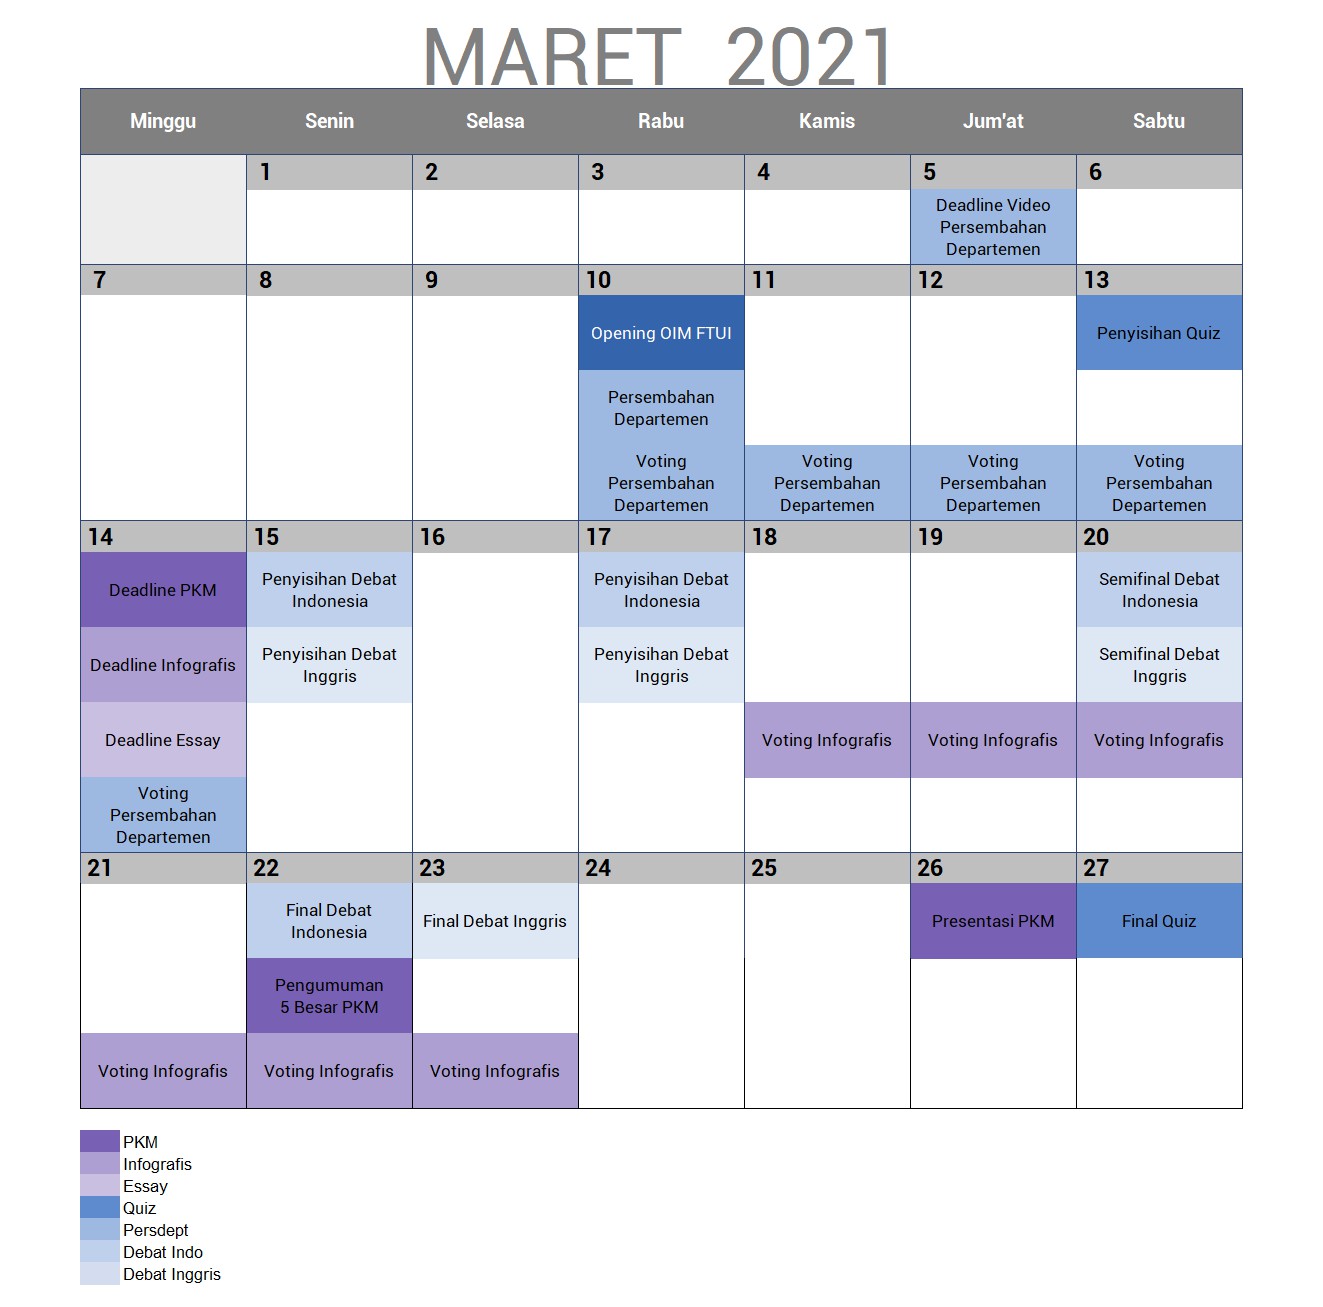 MARET 2021
Minggu Senin Selasa Rabu Kamis Jum'at Sabtu
1 2 3 4 5 6
Deadline Video
Persembahan
Departemen
7 8 9 10 11 12 13
Opening OIM FTUI
Penyisihan Quiz
Persembahan
Departemen
Voting
Persembahan
Departemen
Voting
Persembahan
Departemen
Voting
Persembahan
Departemen
Voting
Persembahan
Departemen
14 15 16 17 18 19 20
Deadline PKM
Penyisihan Debat
Indonesia
Penyisihan Debat
Indonesia
Semifinal Debat
Indonesia
Deadline Infografis
Penyisihan Debat
Inggris
Penyisihan Debat
Inggris
Semifinal Debat
Inggris
Deadline Essay
Voting Infografis
Voting Infografis
Voting Infografis
Voting
Persembahan
Departemen
21 22 23 24 25 26 27
Final Debat
Indonesia
Final Debat Inggris
Presentasi PKM
Final Quiz
Pengumuman
5 Besar PKM
Voting Infografis
Voting Infografis
Voting Infografis
PKM
Infografis
Essay
Quiz
Persdept
Debat Indo
Debat Inggris